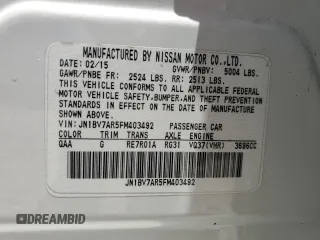 MANUFACTURED BY NISSAN MOTOR CO.,LTD.
DATE: 02/15 GVWR/PNBV: 5004 LBS.
GAWR/PNBE FR: 2524 LBS. RR: 2513 LBS.
THIS VEHICLE CONFORMS TO ALL APPLICABLE FEDERAL
MOTOR VEHICLE SAFETY,BUMPER,AND THEFT PREVENTION
STANDARDS IN EFFECT ON THE DATE OF MANUFACTURE
SHOWN ABOVE.
VIN: JN1BV7AR5FM403492 PASSENGER CAR
COLOR TRIM TRANS AXLE ENGINE
QAA G RE7R01A RG31 VQ37(VHR) 3696CC
JN1BV7AR5FM403492
© DEALERSBID AUTOBIDMASTER